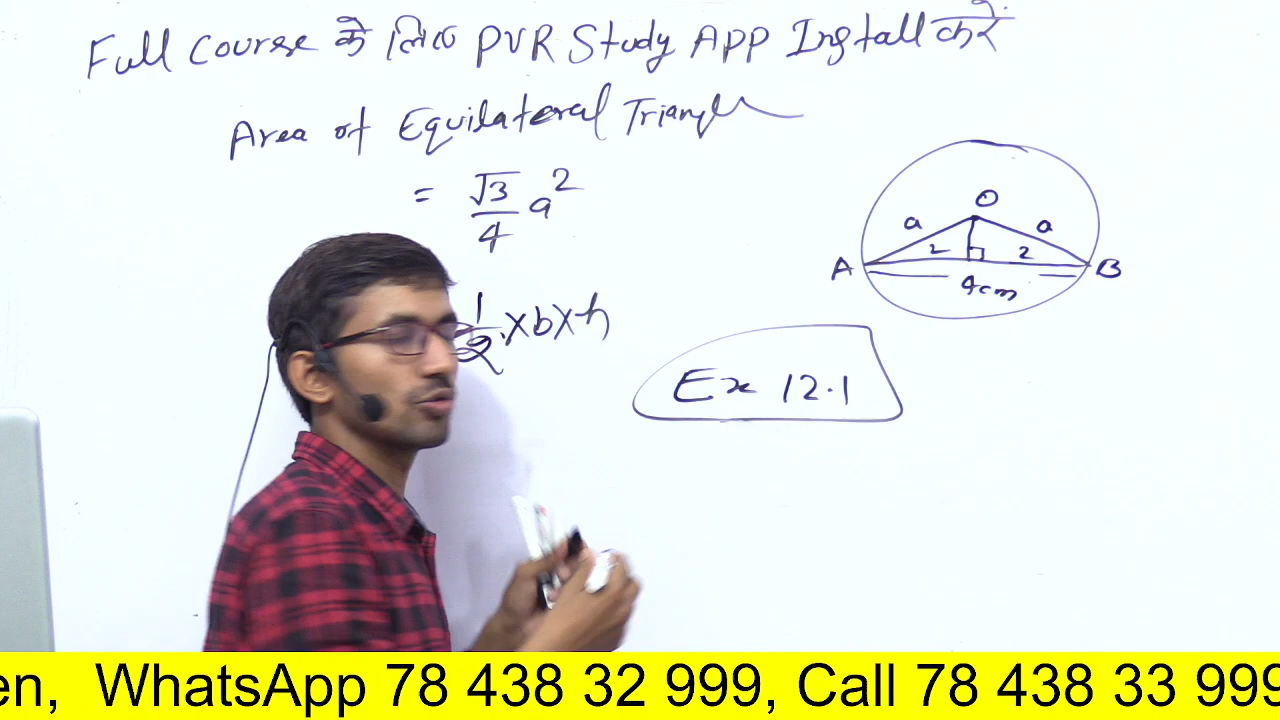 Full Course के लिए PVR Study APP Install करे
Area of Equilateral Triangle
= √3/4 a²
1/2 × b × h
O
a a
2 2
A B
4cm
Ex 12.1
en, WhatsApp 78 438 32 999, Call 78 438 33 999